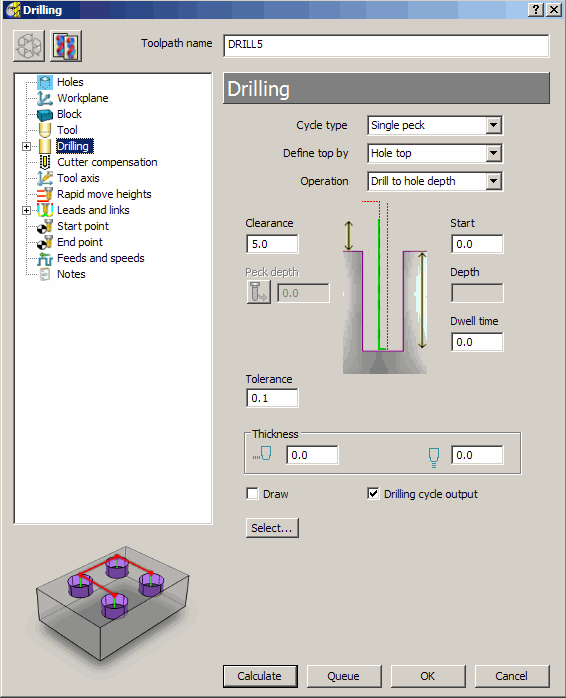 Drilling
Toolpath name DRILL5
Holes
Workplane
Block
Tool
Drilling
Cutter compensation
Tool axis
Rapid move heights
Leads and links
Start point
End point
Feeds and speeds
Notes
Drilling
Cycle type Single peck
Define top by Hole top
Operation Drill to hole depth
Clearance Start
5.0 0.0
Peck depth Depth
0.0
Dwell time
0.0
Tolerance
0.1
Thickness
0.0 0.0
Draw Drilling cycle output
Select...
Calculate Queue OK Cancel